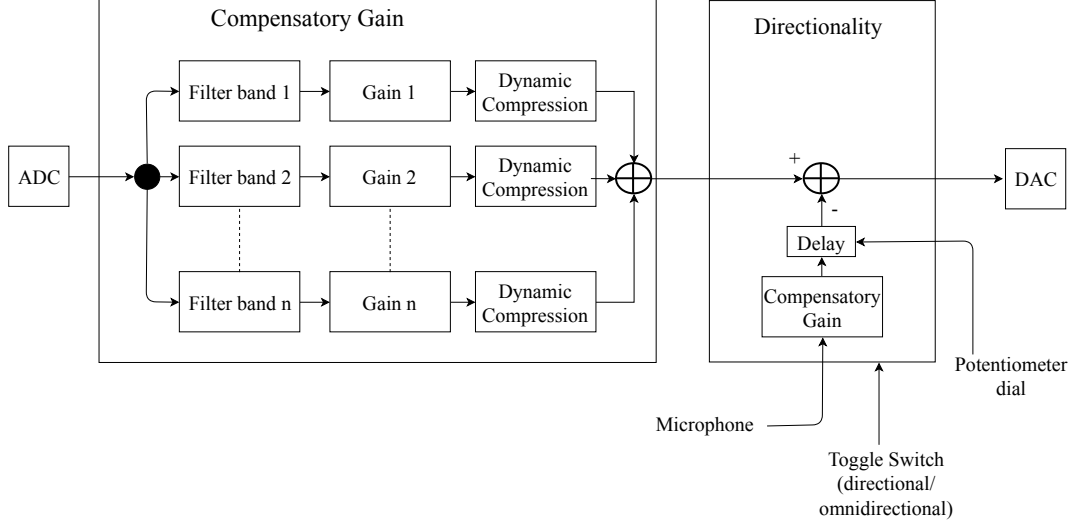 Compensatory Gain
Directionality
Filter band 1
Gain 1
Dynamic
Compression
ADC
Filter band 2
Gain 2
Dynamic
Compression
+
DAC
-
Delay
Filter band n
Gain n
Dynamic
Compression
Compensatory
Gain
Potentiometer
dial
Microphone
Toggle Switch
(directional/
omnidirectional)